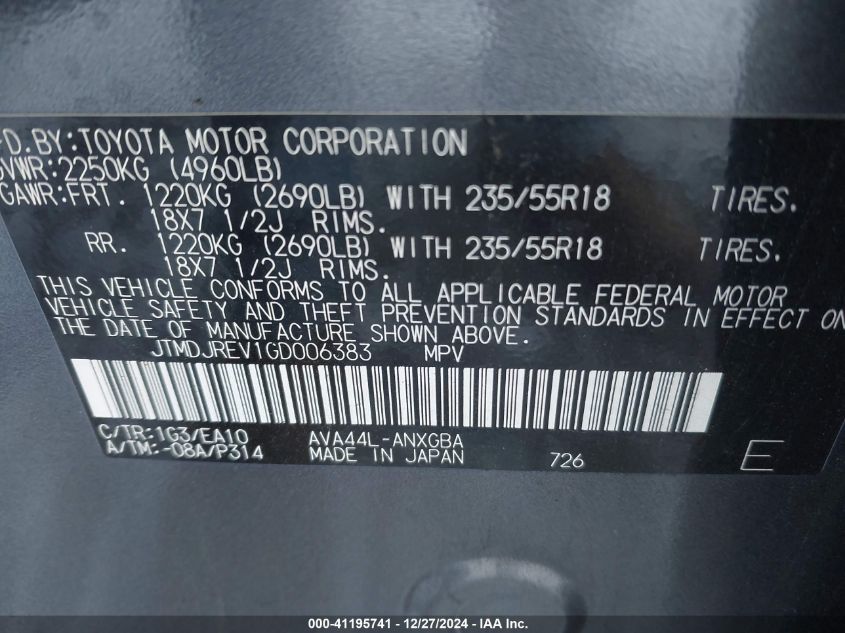 D. BY: TOYOTA MOTOR CORPORATION
GVWR: 2250KG (4960LB)
GAWR: FRT. 1220KG (2690LB) WITH 235/55R18 TIRES.
18X7 1/2J RIMS.
RR. 1220KG (2690LB) WITH 235/55R18 TIRES.
18X7 1/2J RIMS.
THIS VEHICLE CONFORMS TO ALL APPLICABLE FEDERAL MOTOR
VEHICLE SAFETY AND THEFT PREVENTION STANDARDS IN EFFECT ON
THE DATE OF MANUFACTURE SHOWN ABOVE.
JTMDJREV1GD006383 MPV
C/TR: 1G3/EA10 AVA44L-ANXGBA
A/TM: -08A/P314 MADE IN JAPAN 726 E
000-41195741 / 12/27/2024 - IAA Inc.